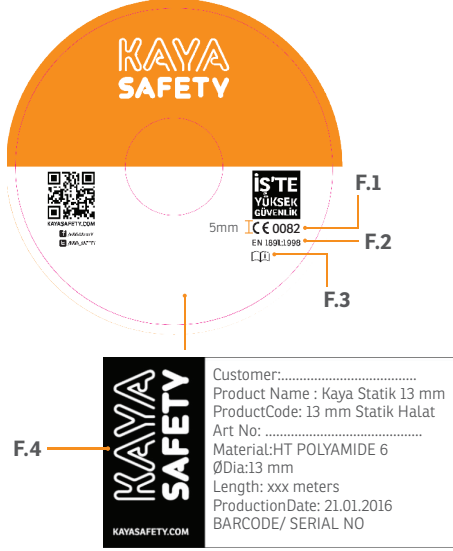 KAYA
SAFETY
KAYASAFETY.COM
İŞ'TE
YÜKSEK
GÜVENLİK
F.1
5mm
CE 0082
EN 1891:1998
F.2
F.3
F.4
KAYA
SAFETY
KAYASAFETY.COM
Customer:.....................................
Product Name : Kaya Statik 13 mm
ProductCode: 13 mm Statik Halat
Art No: ...........................................
Material:HT POLYAMIDE 6
ØDia:13 mm
Length: xxx meters
ProductionDate: 21.01.2016
BARCODE/ SERIAL NO